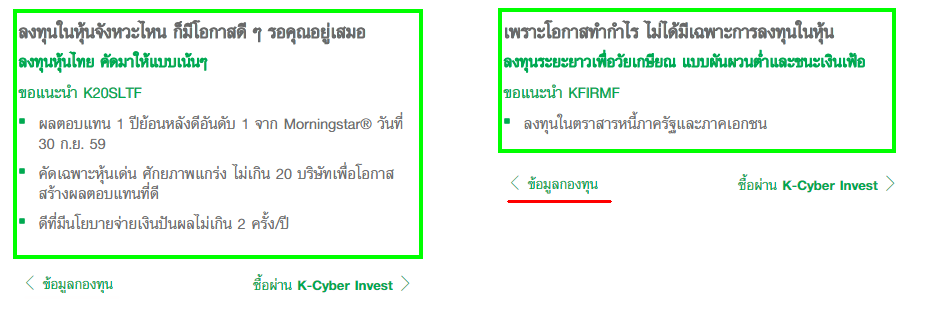 ลงทุนในหุ้นจังหวะไหน ก็มีโอกาสดี ๆ รอคุณอยู่เสมอ
ลงทุนหุ้นไทย คัดมาให้แบบเน้นๆ
ขอแนะนำ K20SLTF
ผลตอบแทน 1 ปีย้อนหลังดีอันดับ 1 จาก Morningstar® วันที่
30 ก.ย. 59
คัดเฉพาะหุ้นเด่น ศักยภาพแกร่ง ไม่เกิน 20 บริษัทเพื่อโอกาส
สร้างผลตอบแทนที่ดี
ดีที่มีนโยบายจ่ายเงินปันผลไม่เกิน 2 ครั้ง/ปี
ข้อมูลกองทุน
ซื้อผ่าน K-Cyber Invest
เพราะโอกาสทำกำไร ไม่ได้มีเฉพาะการลงทุนในหุ้น
ลงทุนระยะยาวเพื่อวัยเกษียณ แบบผันผวนต่ำและชนะเงินเฟ้อ
ขอแนะนำ KFIRMF
ลงทุนในตราสารหนี้ภาครัฐและภาคเอกชน
ข้อมูลกองทุน
ซื้อผ่าน K-Cyber Invest